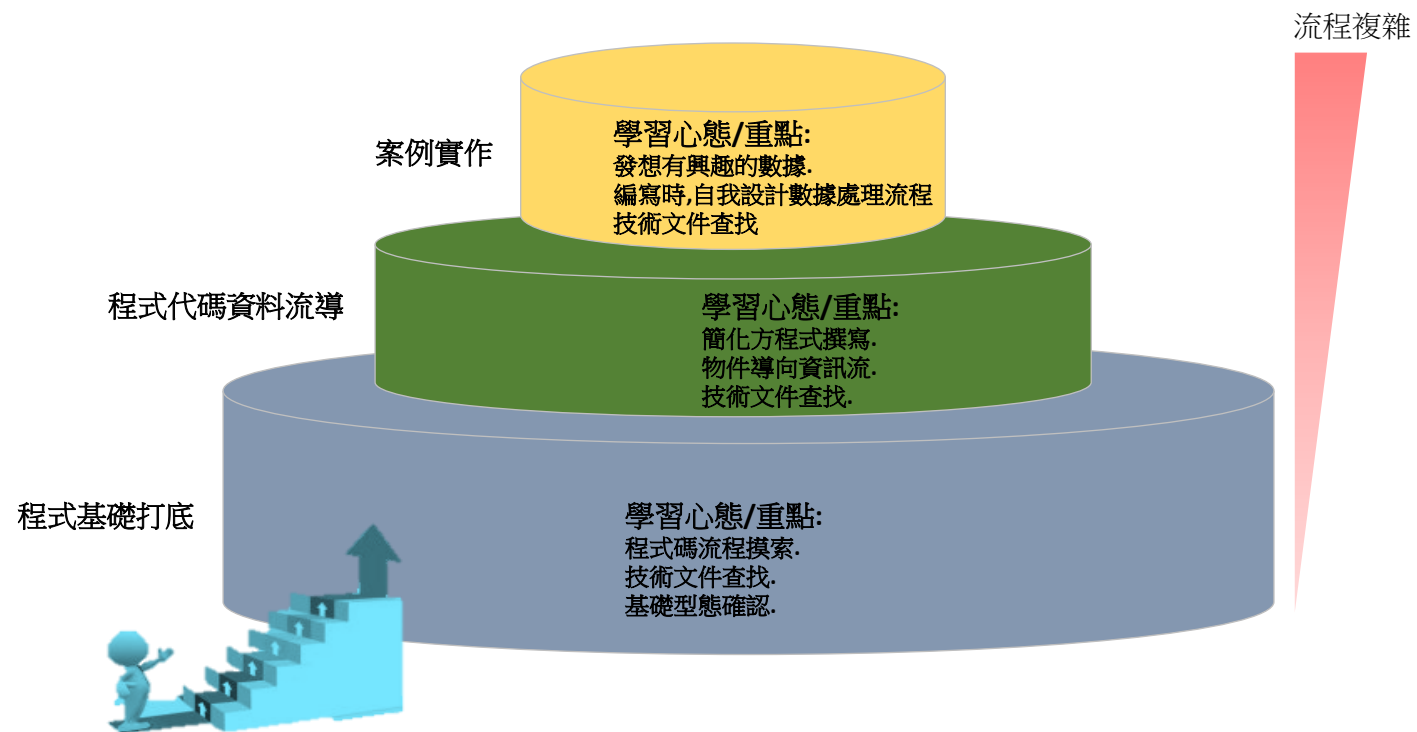 流程複雜
案例實作
學習心態/重點:
發想有興趣的數據.
編寫時,自我設計數據處理流程
技術文件查找
程式代碼資料流導
學習心態/重點:
簡化方程式撰寫.
物件導向資訊流.
技術文件查找.
程式基礎打底
學習心態/重點:
程式碼流程摸索.
技術文件查找.
基礎型態確認.